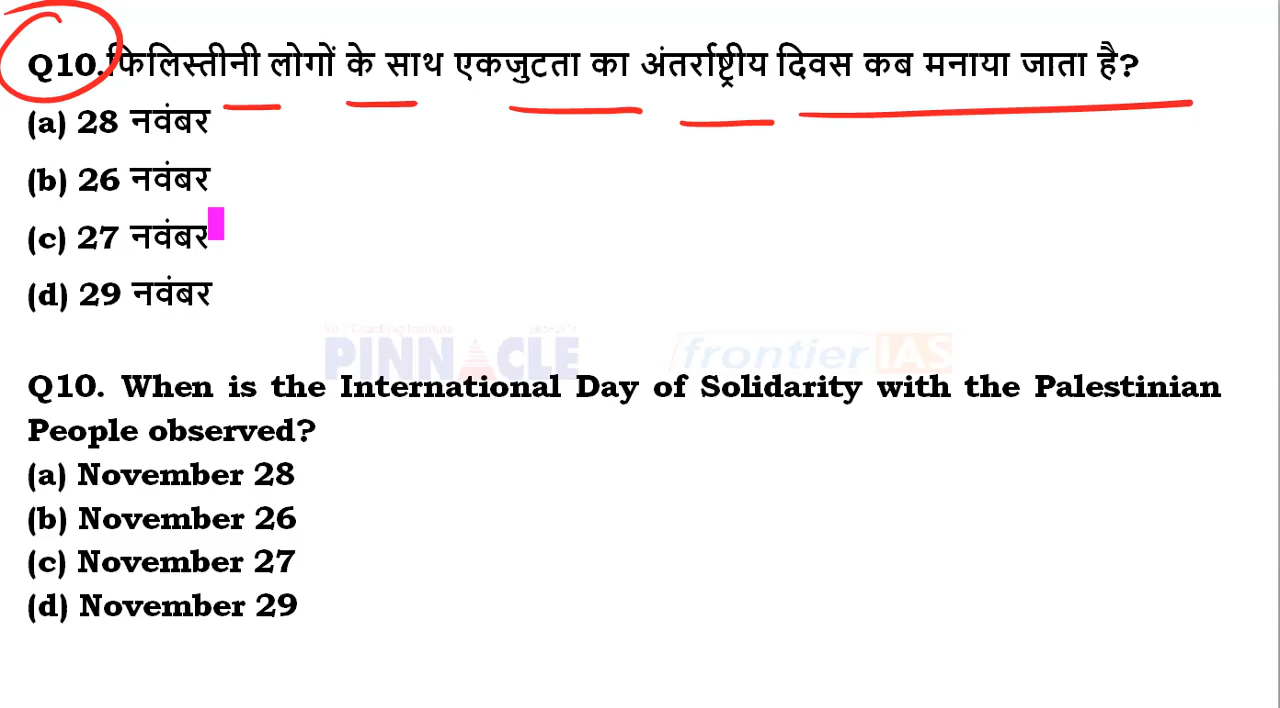 Q10.फिलिस्तीनी लोगों के साथ एकजुटता का अंतर्राष्ट्रीय दिवस कब मनाया जाता है?
(a) 28 नवंबर
(b) 26 नवंबर
(c) 27 नवंबर
(d) 29 नवंबर
PINNACLE frontier IAS
Q10. When is the International Day of Solidarity with the Palestinian
People observed?
(a) November 28
(b) November 26
(c) November 27
(d) November 29